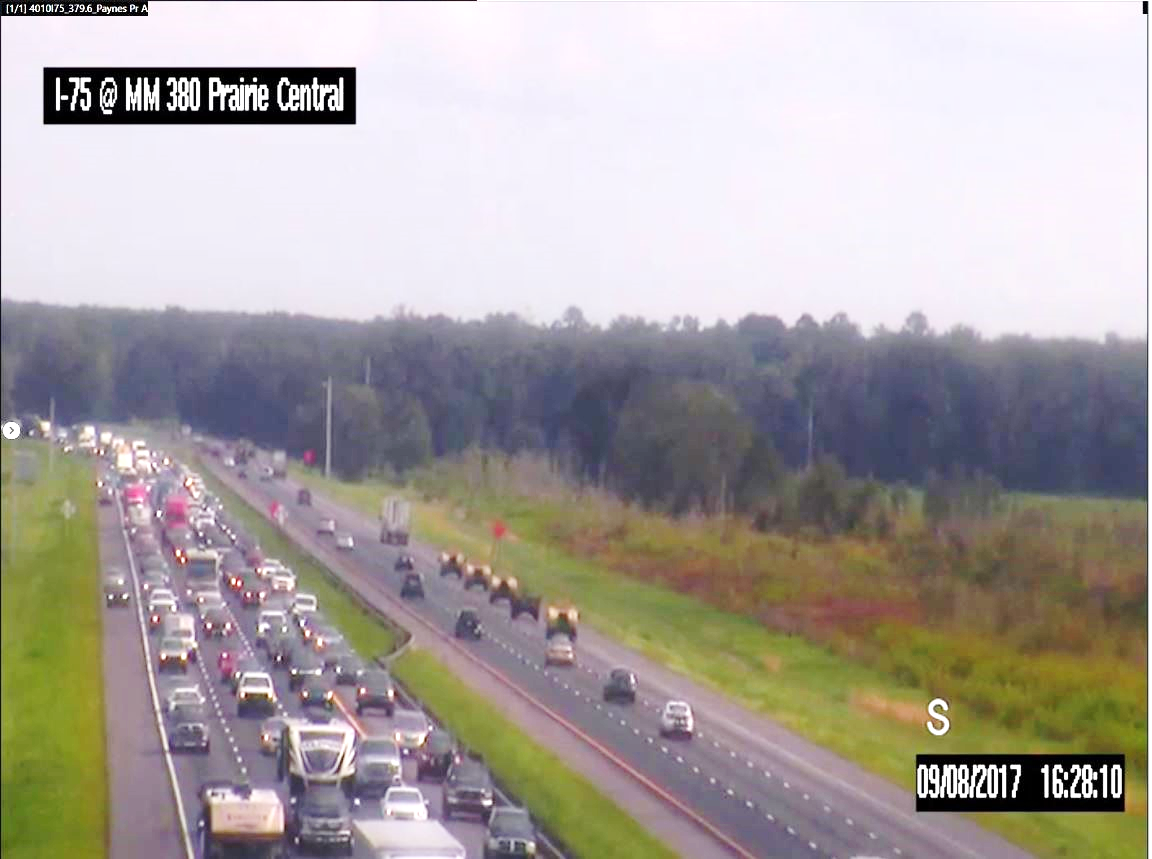 [1/1] 4010I75_379.6_Paynes Pr A
I-75 @ MM 380 Prairie Central
S
09/08/2017 16:28:10